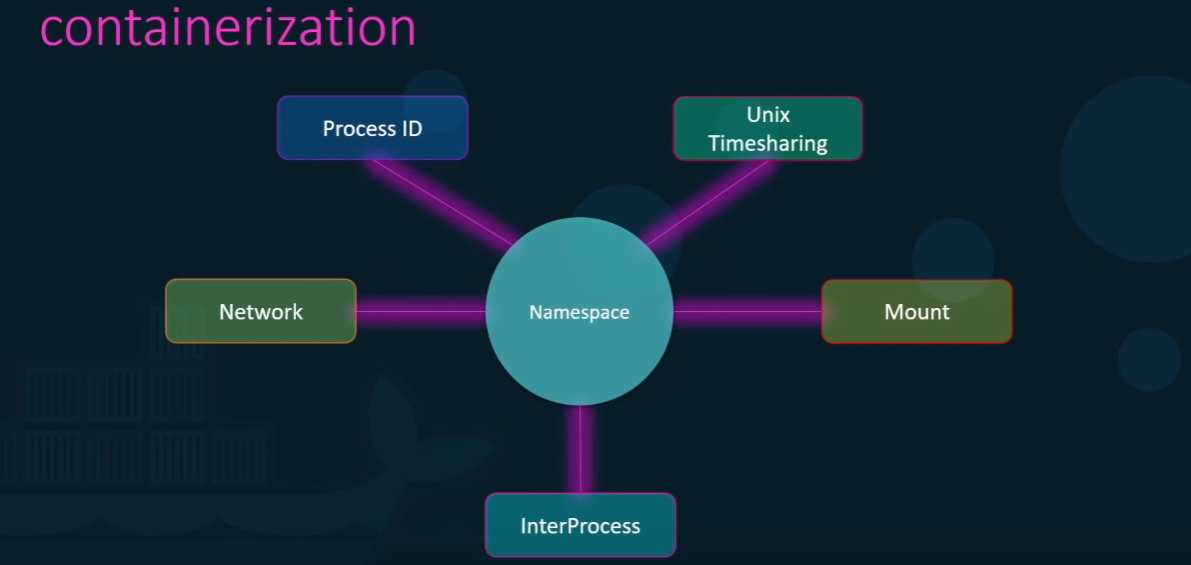 containerization
Process ID
Unix
Timesharing
Network
Namespace
Mount
InterProcess